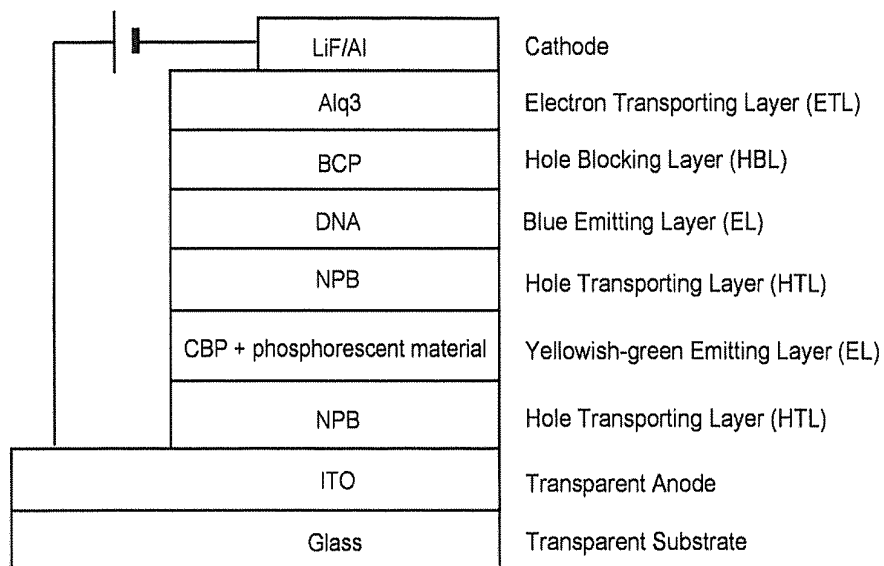 LiF/Al Cathode
Alq3 Electron Transporting Layer (ETL)
BCP Hole Blocking Layer (HBL)
DNA Blue Emitting Layer (EL)
NPB Hole Transporting Layer (HTL)
CBP + phosphorescent material Yellowish-green Emitting Layer (EL)
NPB Hole Transporting Layer (HTL)
ITO Transparent Anode
Glass Transparent Substrate